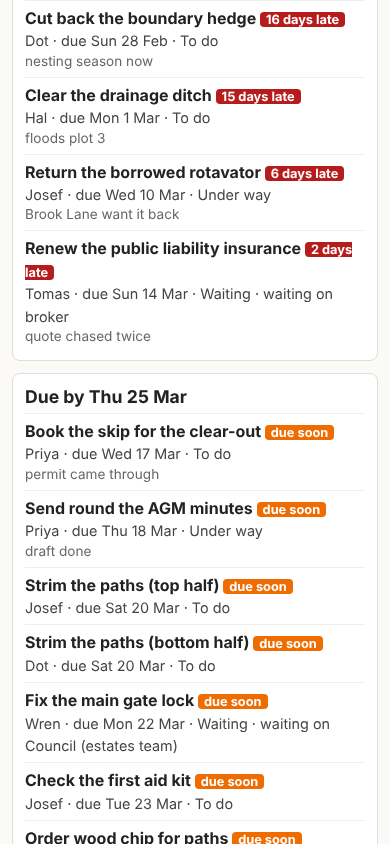 Cut back the boundary hedge 16 days late
Dot · due Sun 28 Feb · To do
nesting season now
Clear the drainage ditch 15 days late
Hal · due Mon 1 Mar · To do
floods plot 3
Return the borrowed rotavator 6 days late
Josef · due Wed 10 Mar · Under way
Brook Lane want it back
Renew the public liability insurance 2 days
late
Tomas · due Sun 14 Mar · Waiting · waiting on
broker
quote chased twice
Due by Thu 25 Mar
Book the skip for the clear-out due soon
Priya · due Wed 17 Mar · To do
permit came through
Send round the AGM minutes due soon
Priya · due Thu 18 Mar · Under way
draft done
Strim the paths (top half) due soon
Josef · due Sat 20 Mar · To do
Strim the paths (bottom half) due soon
Dot · due Sat 20 Mar · To do
Fix the main gate lock due soon
Wren · due Mon 22 Mar · Waiting · waiting on
Council (estates team)
Check the first aid kit due soon
Josef · due Tue 23 Mar · To do
Order wood chip for paths due soon